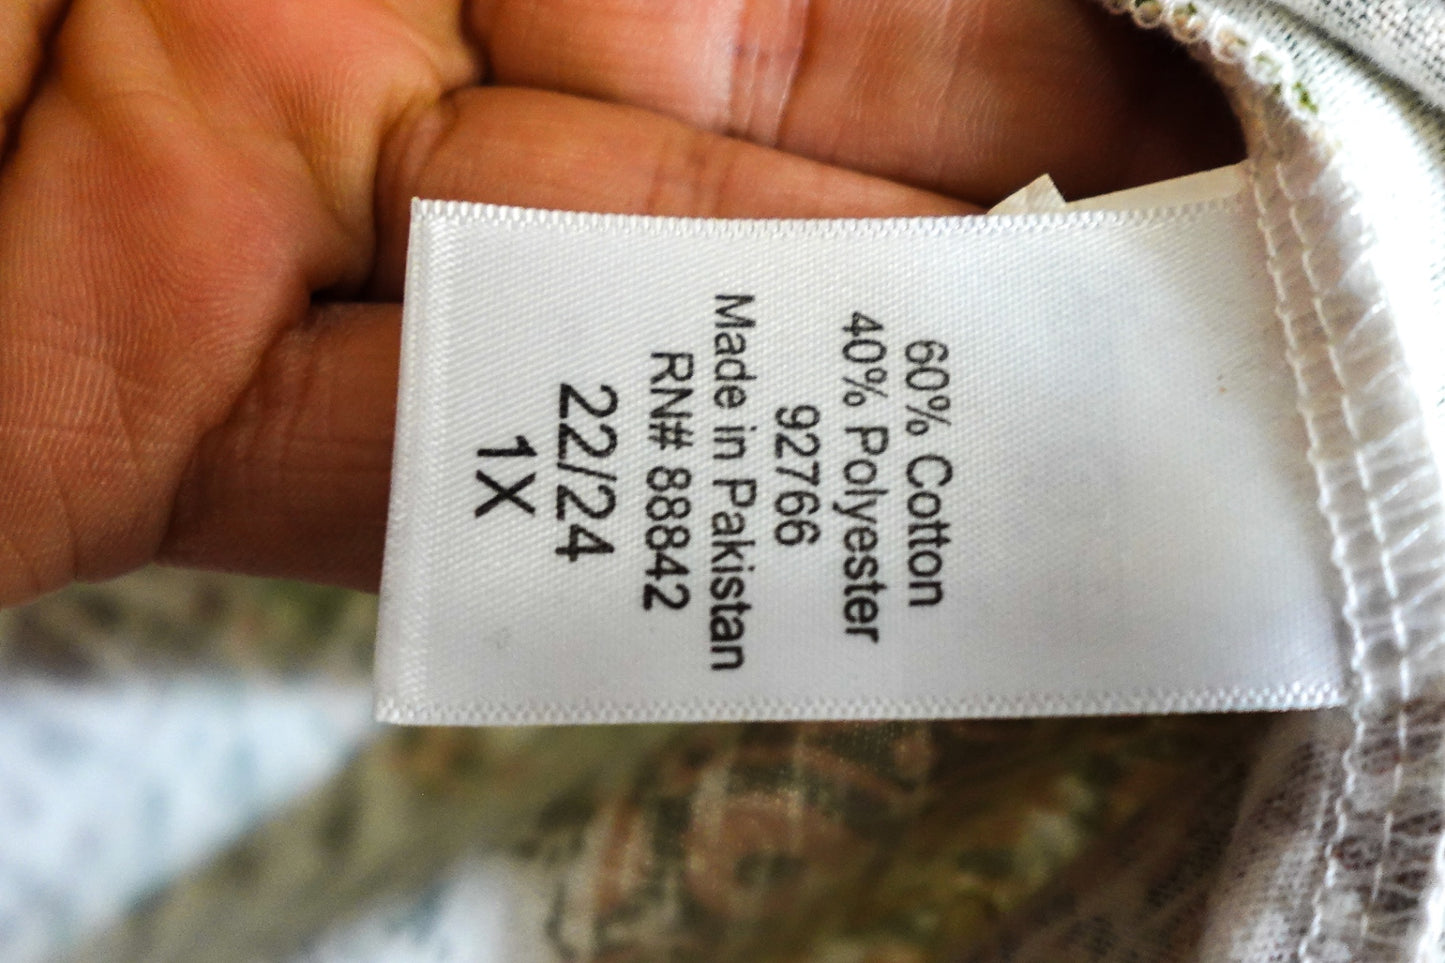 60% Cotton
40% Polyester
92766
Made in Pakistan
RN# 88842
22/24
1X